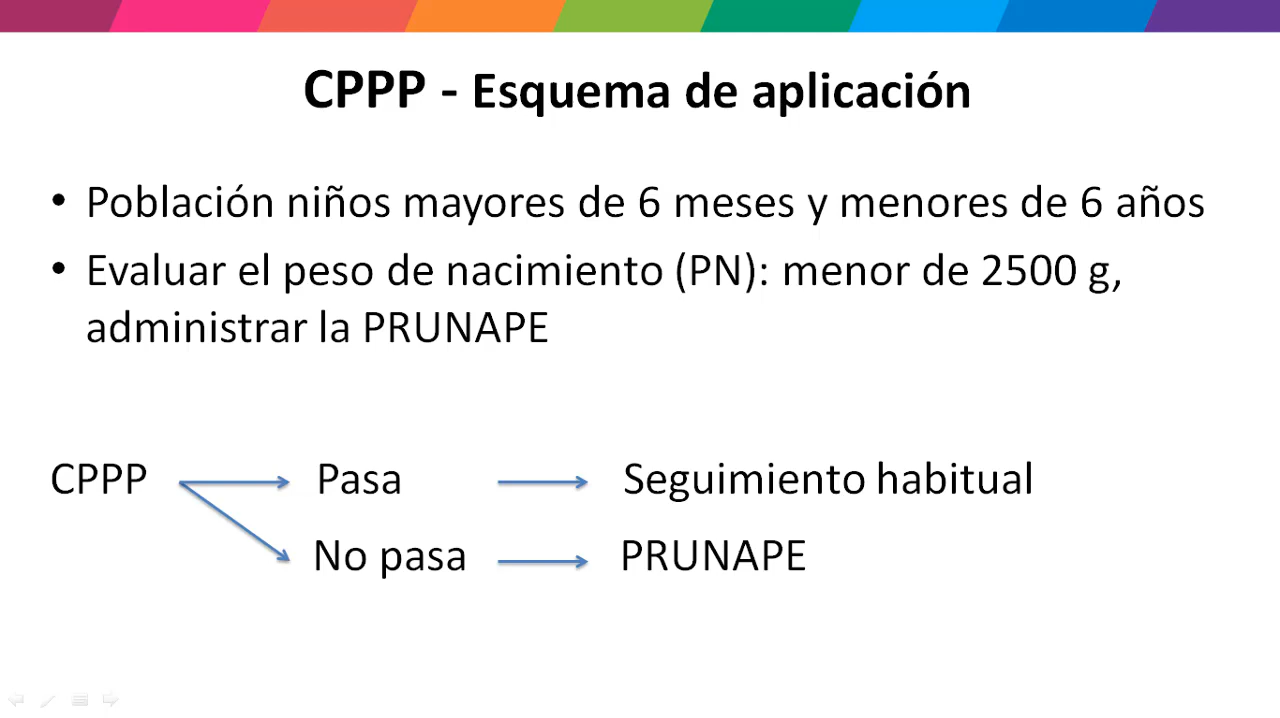 CPPP - Esquema de aplicación
• Población niños mayores de 6 meses y menores de 6 años
• Evaluar el peso de nacimiento (PN): menor de 2500 g,
administrar la PRUNAPE
CPPP Pasa Seguimiento habitual
No pasa PRUNAPE